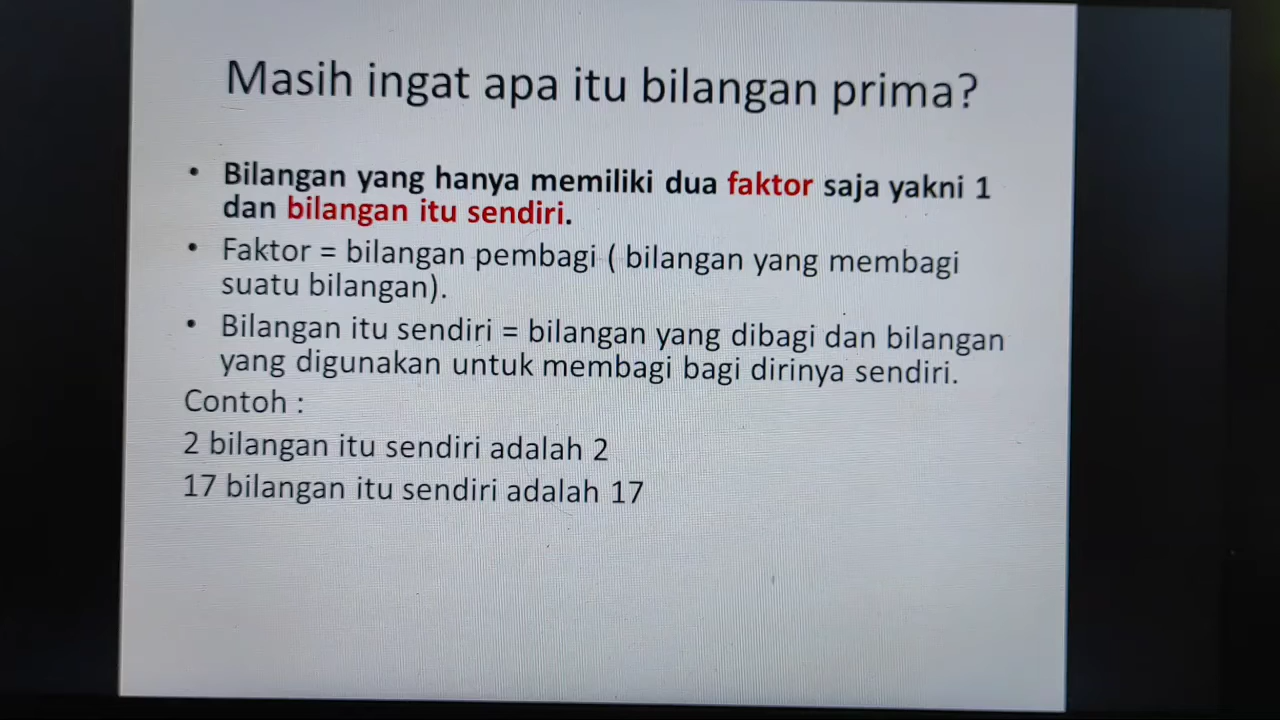 Masih ingat apa itu bilangan prima?
• Bilangan yang hanya memiliki dua faktor saja yakni 1
dan bilangan itu sendiri.
• Faktor = bilangan pembagi ( bilangan yang membagi
suatu bilangan).
• Bilangan itu sendiri = bilangan yang dibagi dan bilangan
yang digunakan untuk membagi bagi dirinya sendiri.
Contoh :
2 bilangan itu sendiri adalah 2
17 bilangan itu sendiri adalah 17